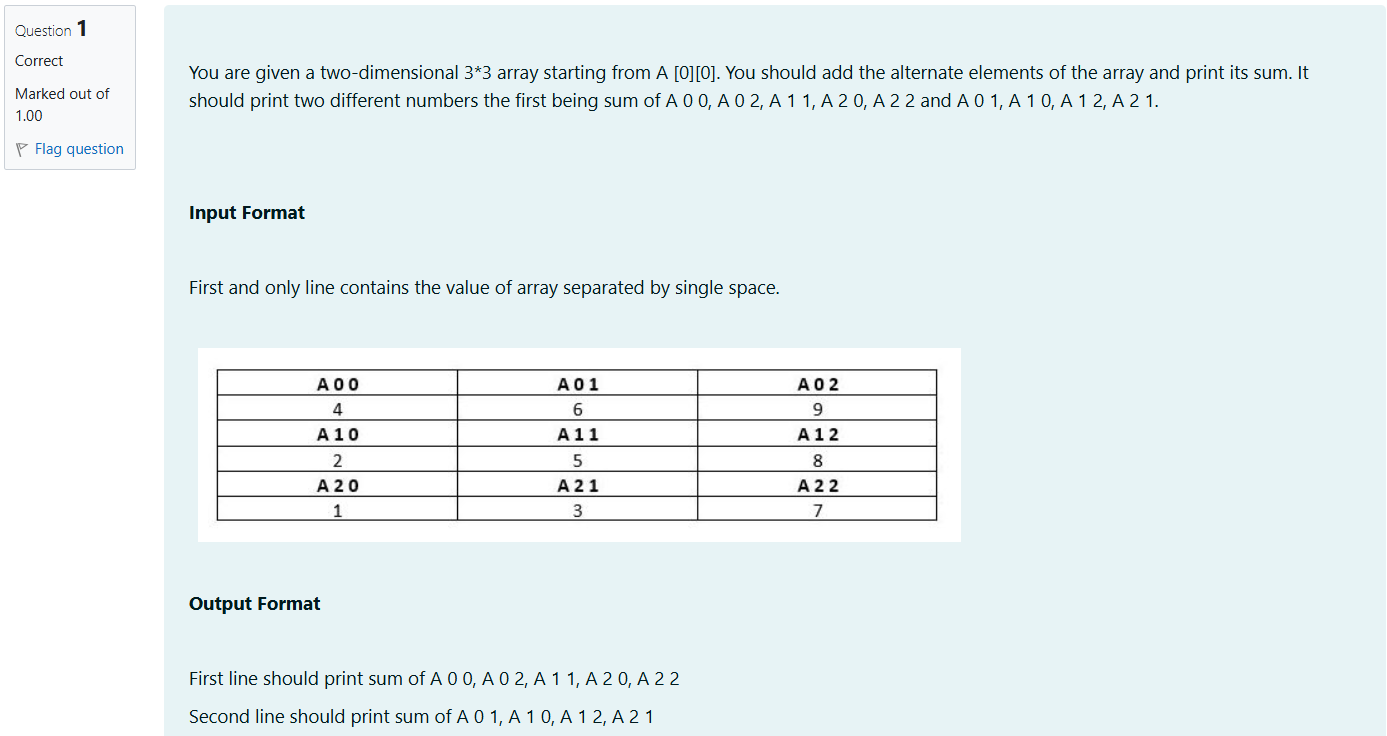 Question 1
Correct
Marked out of
1.00
Flag question
You are given a two-dimensional 3*3 array starting from A [0][0]. You should add the alternate elements of the array and print its sum. It
should print two different numbers the first being sum of A 0 0, A 0 2, A 1 1, A 2 0, A 2 2 and A 0 1, A 1 0, A 1 2, A 2 1.
Input Format
First and only line contains the value of array separated by single space.
A 0 0 A 0 1 A 0 2
4 6 9
A 1 0 A 1 1 A 1 2
2 5 8
A 2 0 A 2 1 A 2 2
1 3 7
Output Format
First line should print sum of A 0 0, A 0 2, A 1 1, A 2 0, A 2 2
Second line should print sum of A 0 1, A 1 0, A 1 2, A 2 1